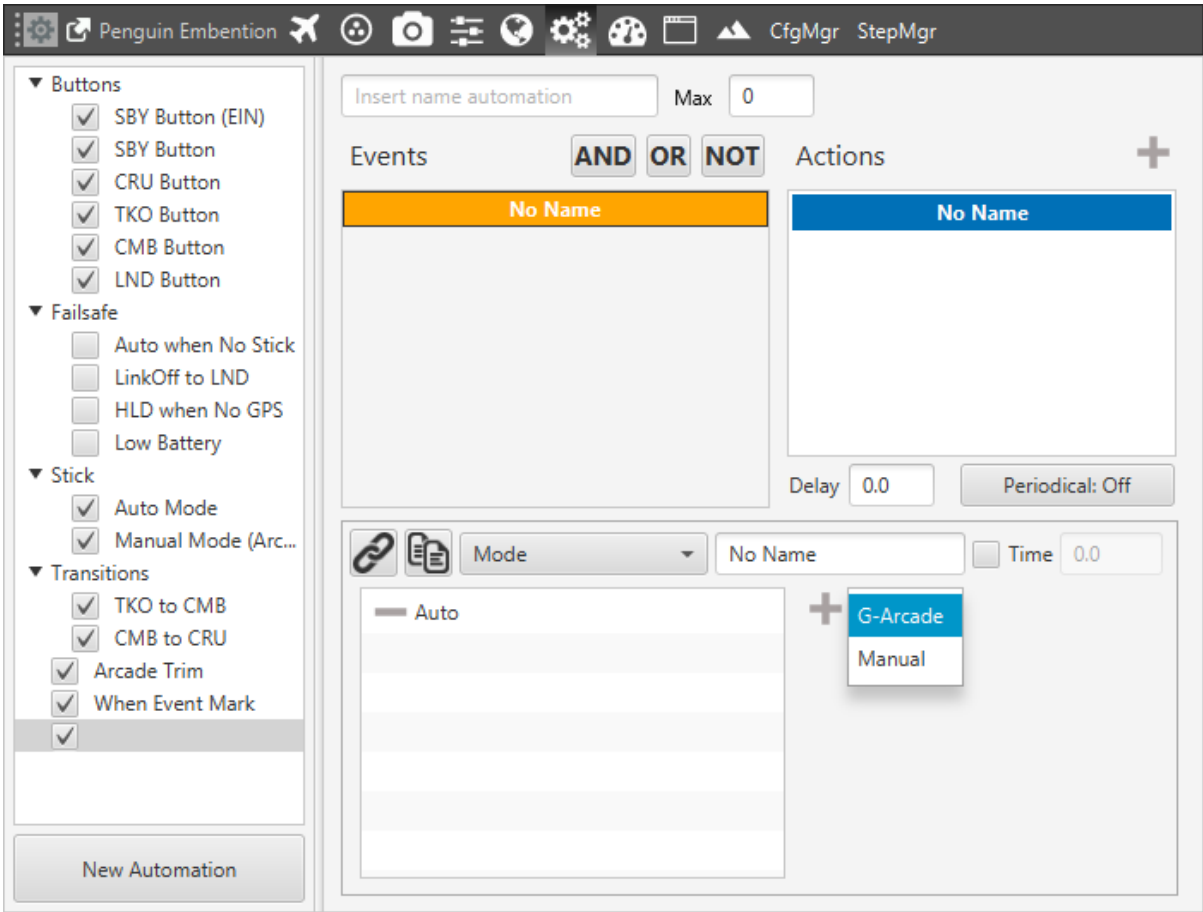 Penguin Embention CfgMgr StepMgr
Buttons
SBY Button (EIN)
SBY Button
CRU Button
TKO Button
CMB Button
LND Button
Failsafe
Auto when No Stick
LinkOff to LND
HLD when No GPS
Low Battery
Stick
Auto Mode
Manual Mode (Arc...
Transitions
TKO to CMB
CMB to CRU
Arcade Trim
When Event Mark
New Automation
Insert name automation Max 0
Events AND OR NOT Actions
No Name No Name
Delay 0.0 Periodical: Off
Mode No Name Time 0.0
Auto G-Arcade
Manual